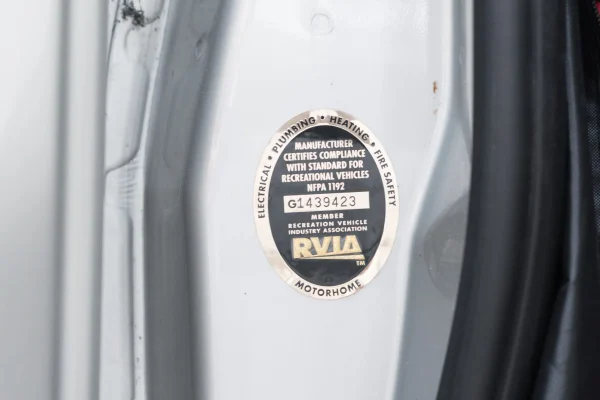 ELECTRICAL • PLUMBING • HEATING • FIRE SAFETY
MANUFACTURER
CERTIFIES COMPLIANCE
WITH STANDARD FOR
RECREATIONAL VEHICLES
NFPA 1192
G1439423
MEMBER
RECREATION VEHICLE
INDUSTRY ASSOCIATION
RVIA
TM
MOTORHOME